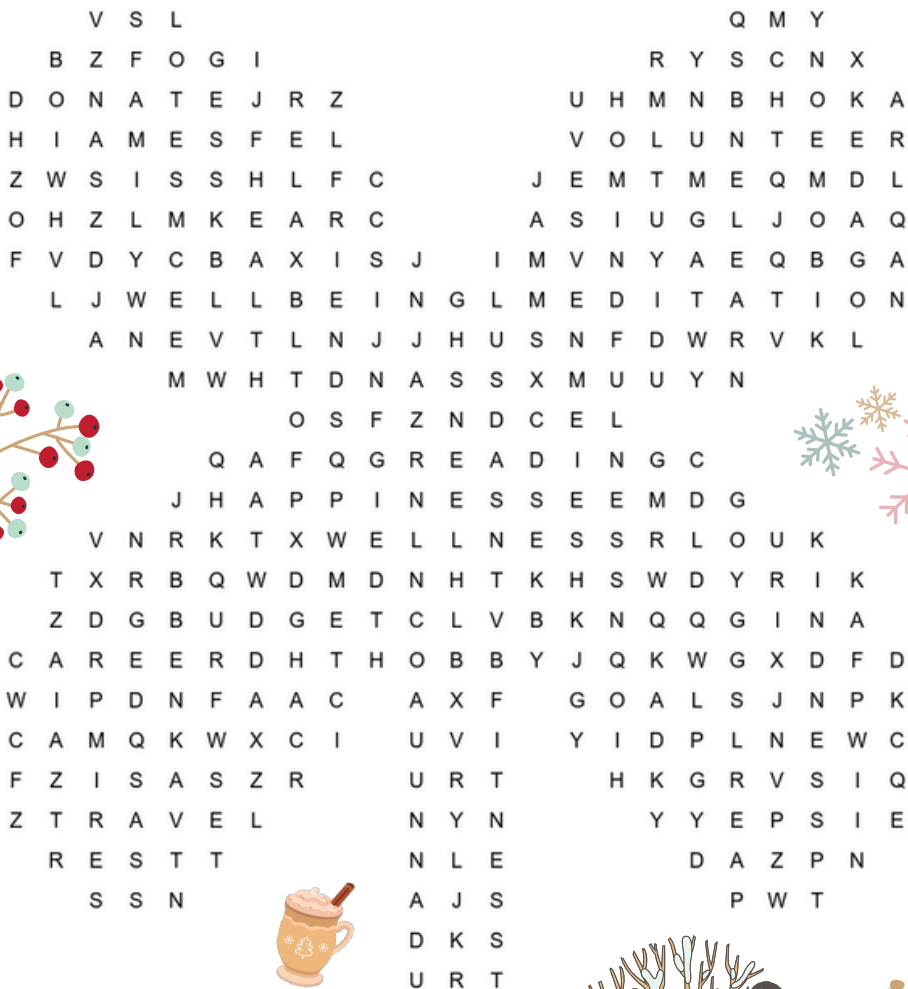 V S L Q M Y
B Z F O G I R Y S C N X
D O N A T E J R Z U H M N B H O K A
H I A M E S F E L V O L U N T E E R
Z W S I S S H L F C J E M T M E Q M D L
O H Z L M K E A R C A S I U G L J O A Q
F V D Y C B A X I S J I M V N Y A E Q B G A
L J W E L L B E I N G L M E D I T A T I O N
A N E V T L N J J H U S N F D W R V K L
M W H T D N A S S X M U U Y N
O S F Z N D C E L
Q A F Q G R E A D I N G C
J H A P P I N E S S E E M D G
V N R K T X W E L L N E S S R L O U K
T X R B Q W D M D N H T K H S W D Y R I K
Z D G B U D G E T C L V B K N Q Q G I N A
C A R E E R D H T H O B B Y J Q K W G X D F D
W I P D N F A A C A X F G O A L S J N P K
C A M Q K W X C I U V I Y I D P L N E W C
F Z I S A S Z R U R T H K G R V S I Q
Z T R A V E L N Y N Y Y E P S I E
R E S T T N L E D A Z P N
S S N A J S P W T
D K S
U R T